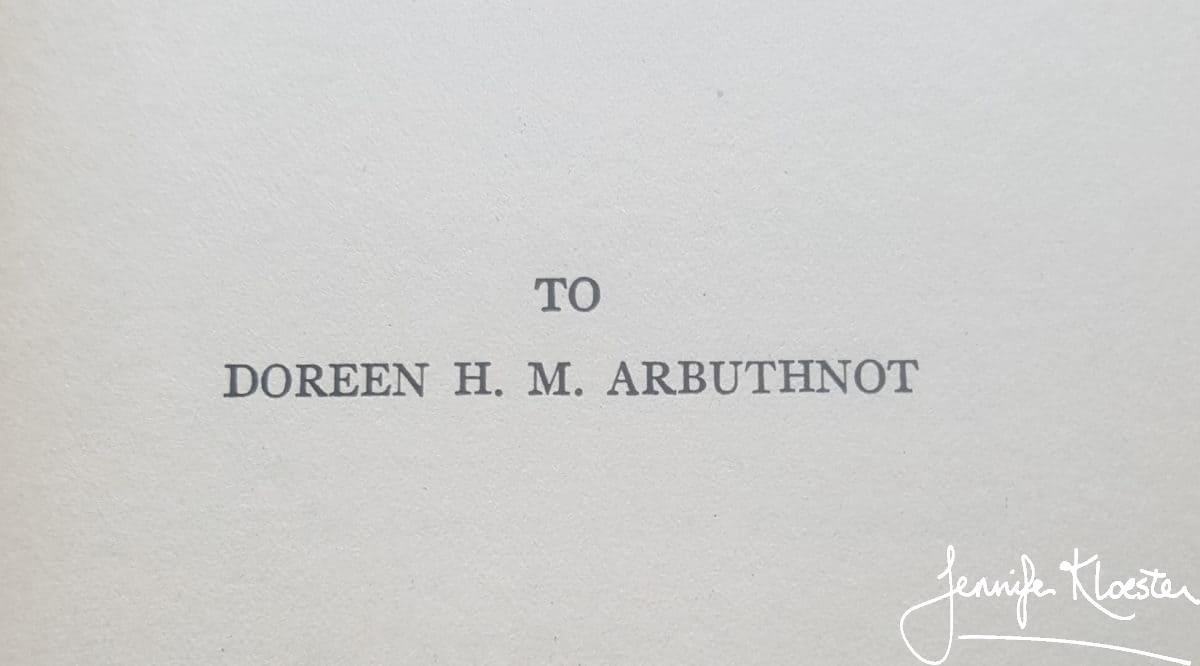 TO
DOREEN H. M. ARBUTHNOT
Jennifer Kloester